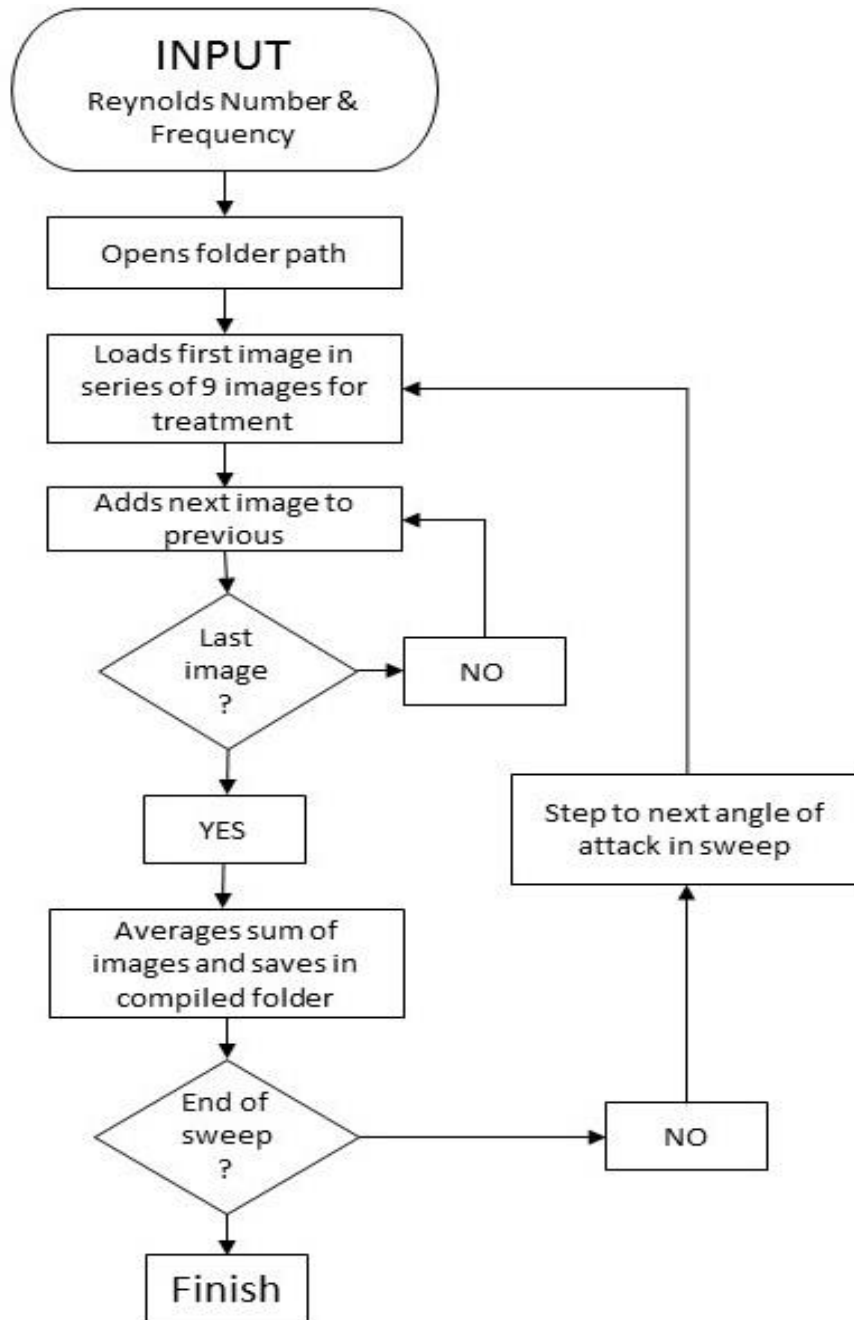 INPUT
Reynolds Number &
Frequency
Opens folder path
Loads first image in
series of 9 images for
treatment
Adds next image to
previous
Last
image
?
NO
YES
Step to next angle of
attack in sweep
Averages sum of
images and saves in
compiled folder
End of
sweep
?
NO
Finish